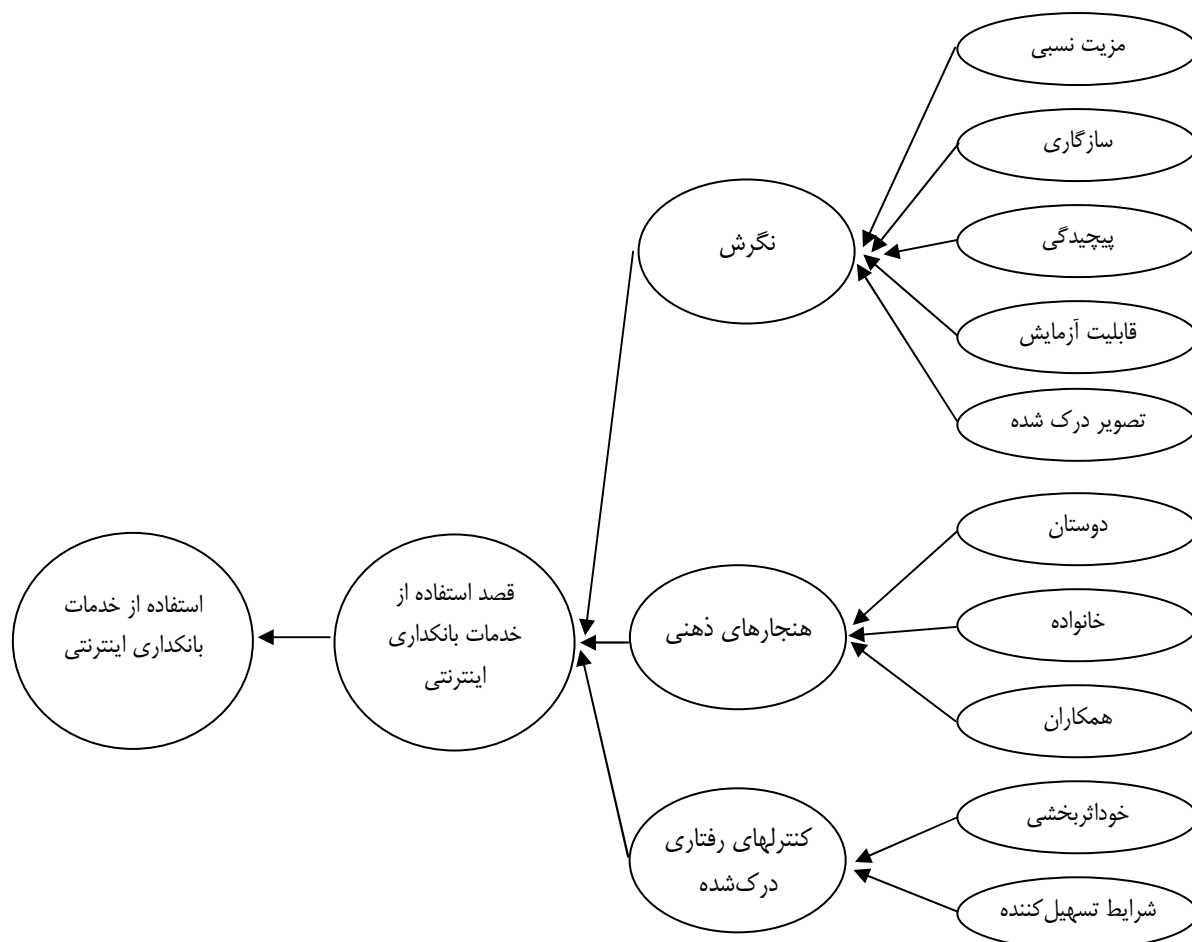 مزیت نسبی
سازگاری
پیچیدگی
قابلیت آزمایش
تصویر درک شده
نگرش
دوستان
خانواده
همکاران
هنجارهای ذهنی
خوداثربخشی
شرایط تسهیل‌کننده
کنترلهای رفتاری
درک‌شده
قصد استفاده از
خدمات بانکداری
اینترنتی
استفاده از خدمات
بانکداری اینترنتی